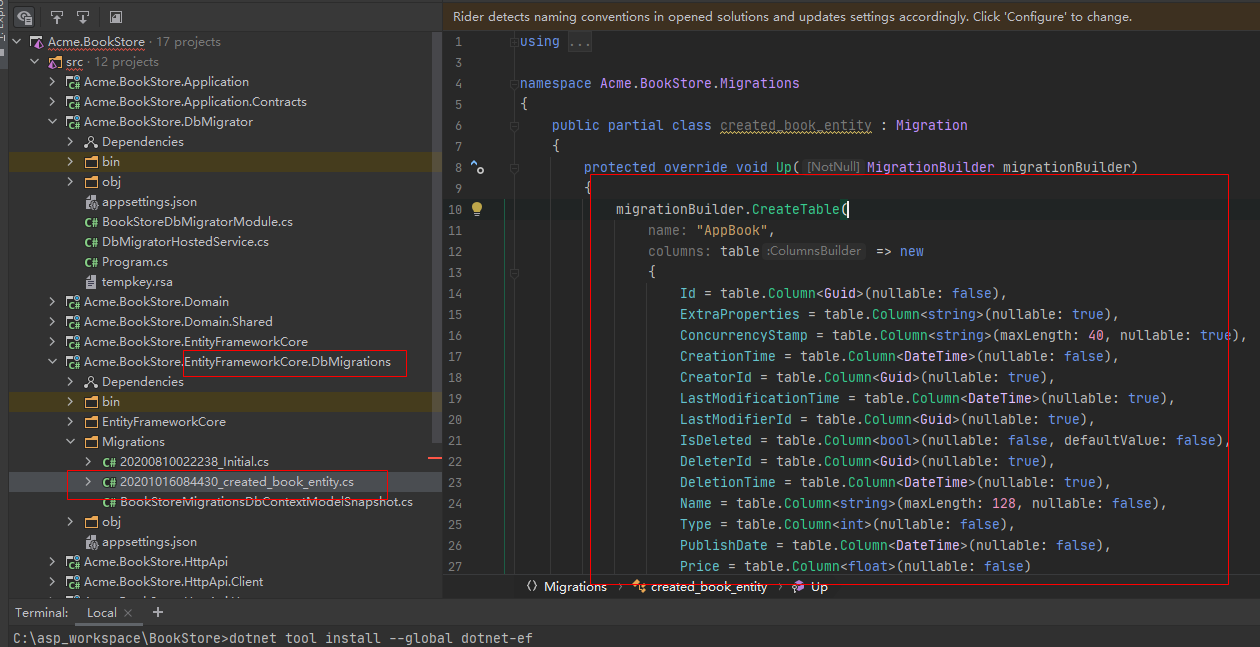 Rider detects naming conventions in opened solutions and updates settings accordingly. Click 'Configure' to change.
Acme.BookStore · 17 projects
src · 12 projects
Acme.BookStore.Application
Acme.BookStore.Application.Contracts
Acme.BookStore.DbMigrator
Dependencies
bin
obj
appsettings.json
BookStoreDbMigratorModule.cs
DbMigratorHostedService.cs
Program.cs
tempkey.rsa
Acme.BookStore.Domain
Acme.BookStore.Domain.Shared
Acme.BookStore.EntityFrameworkCore
Acme.BookStore.EntityFrameworkCore.DbMigrations
Dependencies
bin
EntityFrameworkCore
Migrations
20200810022238_Initial.cs
20201016084430_created_book_entity.cs
BookStoreMigrationsDbContextModelSnapshot.cs
obj
appsettings.json
Acme.BookStore.HttpApi
Acme.BookStore.HttpApi.Client
1 using ...
3
4 namespace Acme.BookStore.Migrations
5 {
6 public partial class created_book_entity : Migration
7 {
8 protected override void Up( [NotNull] MigrationBuilder migrationBuilder)
9 {
10 migrationBuilder.CreateTable(
11 name: "AppBook",
12 columns: table :ColumnsBuilder => new
13 {
14 Id = table.Column<Guid>(nullable: false),
15 ExtraProperties = table.Column<string>(nullable: true),
16 ConcurrencyStamp = table.Column<string>(maxLength: 40, nullable: true),
17 CreationTime = table.Column<DateTime>(nullable: false),
18 CreatorId = table.Column<Guid>(nullable: true),
19 LastModificationTime = table.Column<DateTime>(nullable: true),
20 LastModifierId = table.Column<Guid>(nullable: true),
21 IsDeleted = table.Column<bool>(nullable: false, defaultValue: false),
22 DeleterId = table.Column<Guid>(nullable: true),
23 DeletionTime = table.Column<DateTime>(nullable: true),
24 Name = table.Column<string>(maxLength: 128, nullable: false),
25 Type = table.Column<int>(nullable: false),
26 PublishDate = table.Column<DateTime>(nullable: false),
27 Price = table.Column<float>(nullable: false)
Migrations created_book_entity Up
Terminal: Local × +
C:\asp_workspace\BookStore>dotnet tool install --global dotnet-ef